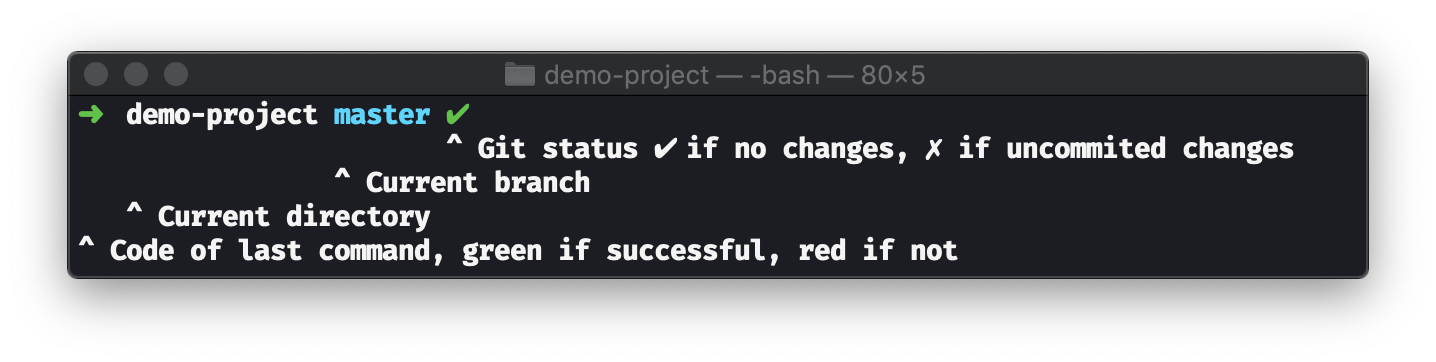 demo-project — -bash — 80×5
➜ demo-project master ✔
^ Git status ✔ if no changes, ✗ if uncommited changes
^ Current branch
^ Current directory
^ Code of last command, green if successful, red if not